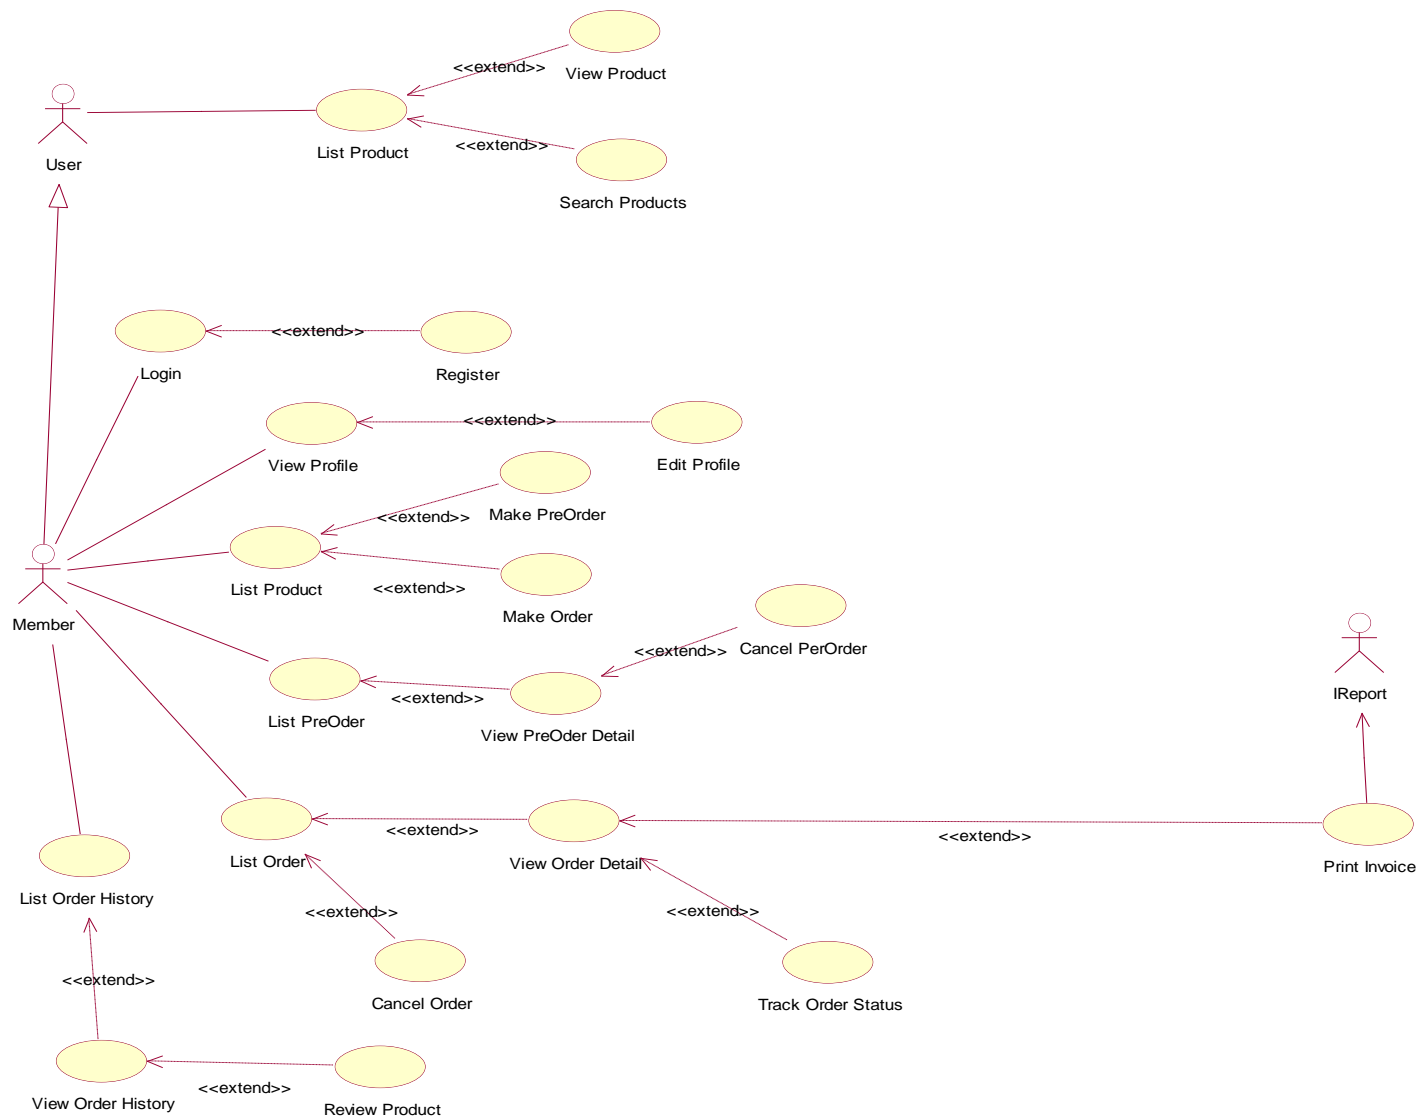 <<extend>>
View Product
User
List Product
<<extend>>
Search Products
Login
<<extend>>
Register
View Profile
<<extend>>
Edit Profile
<<extend>>
Make PreOrder
List Product
<<extend>>
Make Order
Member
<<extend>>
Cancel PerOrder
List PreOder
<<extend>>
View PreOder Detail
IReport
List Order
<<extend>>
View Order Detail
<<extend>>
Print Invoice
List Order History
<<extend>>
<<extend>>
Cancel Order
Track Order Status
<<extend>>
View Order History
<<extend>>
Review Product